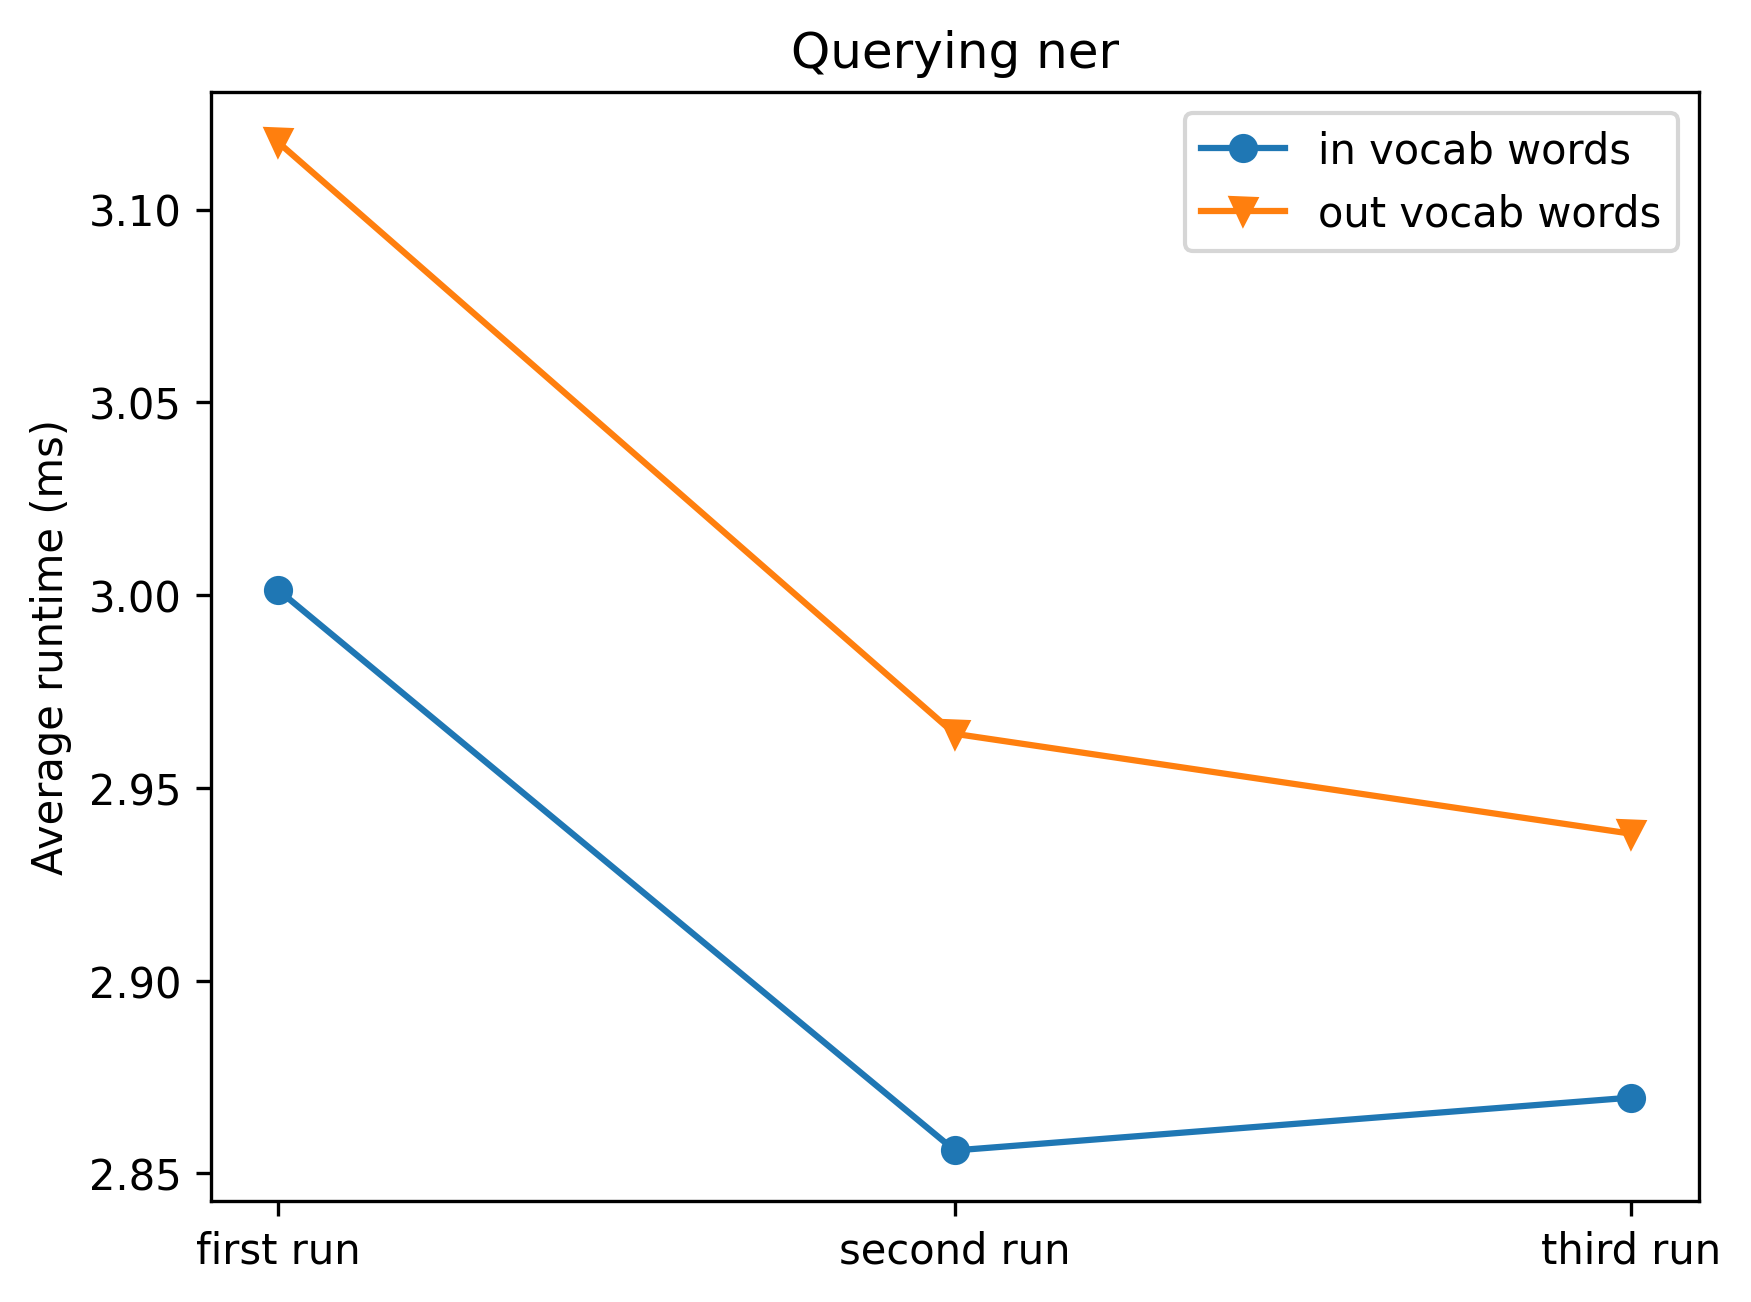 Querying ner
in vocab words
out vocab words
Average runtime (ms)
3.10
3.05
3.00
2.95
2.90
2.85
first run
second run
third run